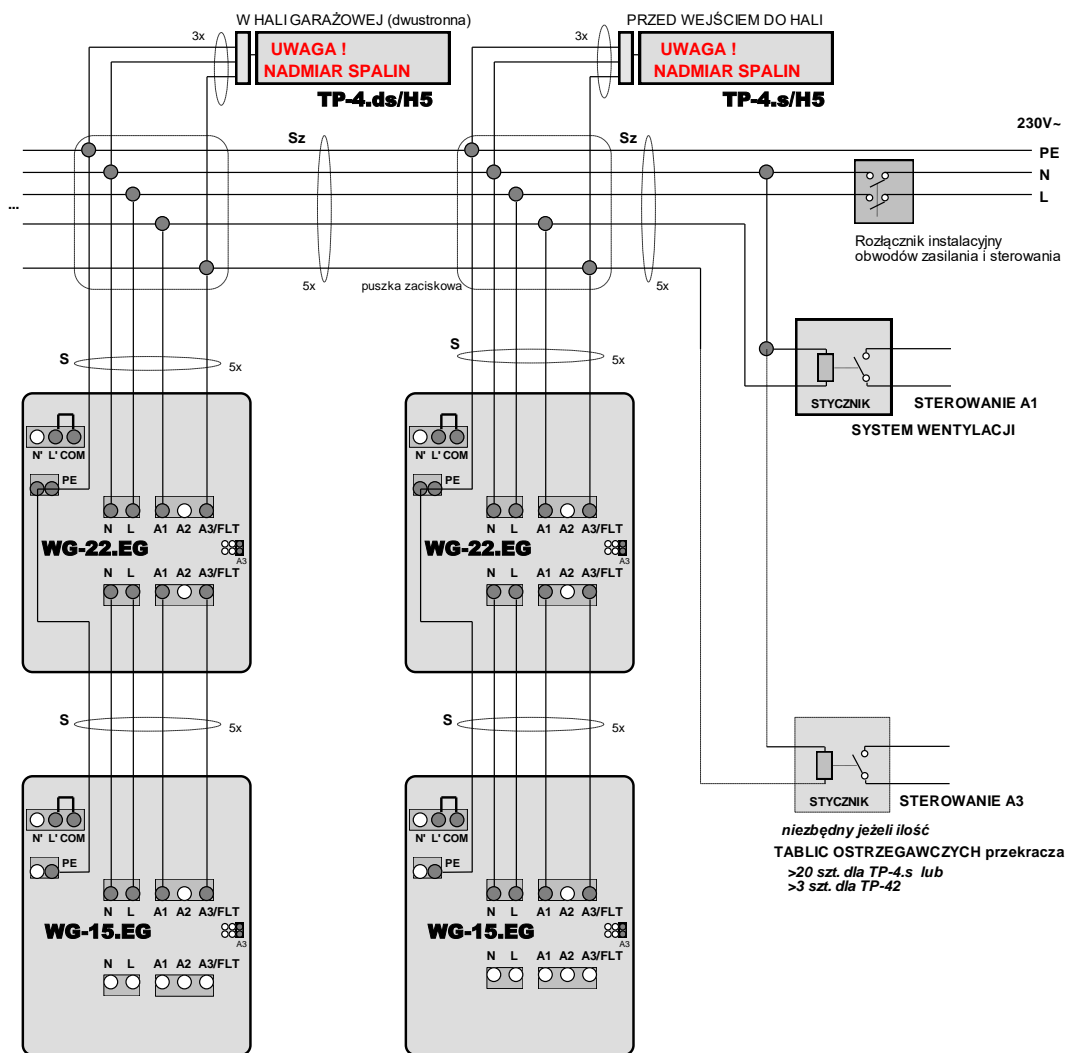 W HALI GARAŻOWEJ (dwustronna)
PRZED WEJŚCIEM DO HALI
3x
UWAGA !
NADMIAR SPALIN
TP-4.ds/H5
3x
UWAGA !
NADMIAR SPALIN
TP-4.s/H5
230V~
Sz
Sz
PE
N
L
...
Rozłącznik instalacyjny
obwodów zasilania i sterowania
5x
puszka zaciskowa
5x
S
5x
S
5x
STYCZNIK
STEROWANIE A1
SYSTEM WENTYLACJI
N' L' COM
PE
N L A1 A2 A3/FLT
WG-22.EG
A3
N L A1 A2 A3/FLT
N' L' COM
PE
N L A1 A2 A3/FLT
WG-22.EG
A3
N L A1 A2 A3/FLT
S
5x
S
5x
STYCZNIK
STEROWANIE A3
niezbędny jeżeli ilość
TABLIC OSTRZEGAWCZYCH przekracza
>20 szt. dla TP-4.s lub
>3 szt. dla TP-42
N' L' COM
PE
N L A1 A2 A3/FLT
WG-15.EG
A3
N L A1 A2 A3/FLT
N' L' COM
PE
N L A1 A2 A3/FLT
WG-15.EG
A3
N L A1 A2 A3/FLT